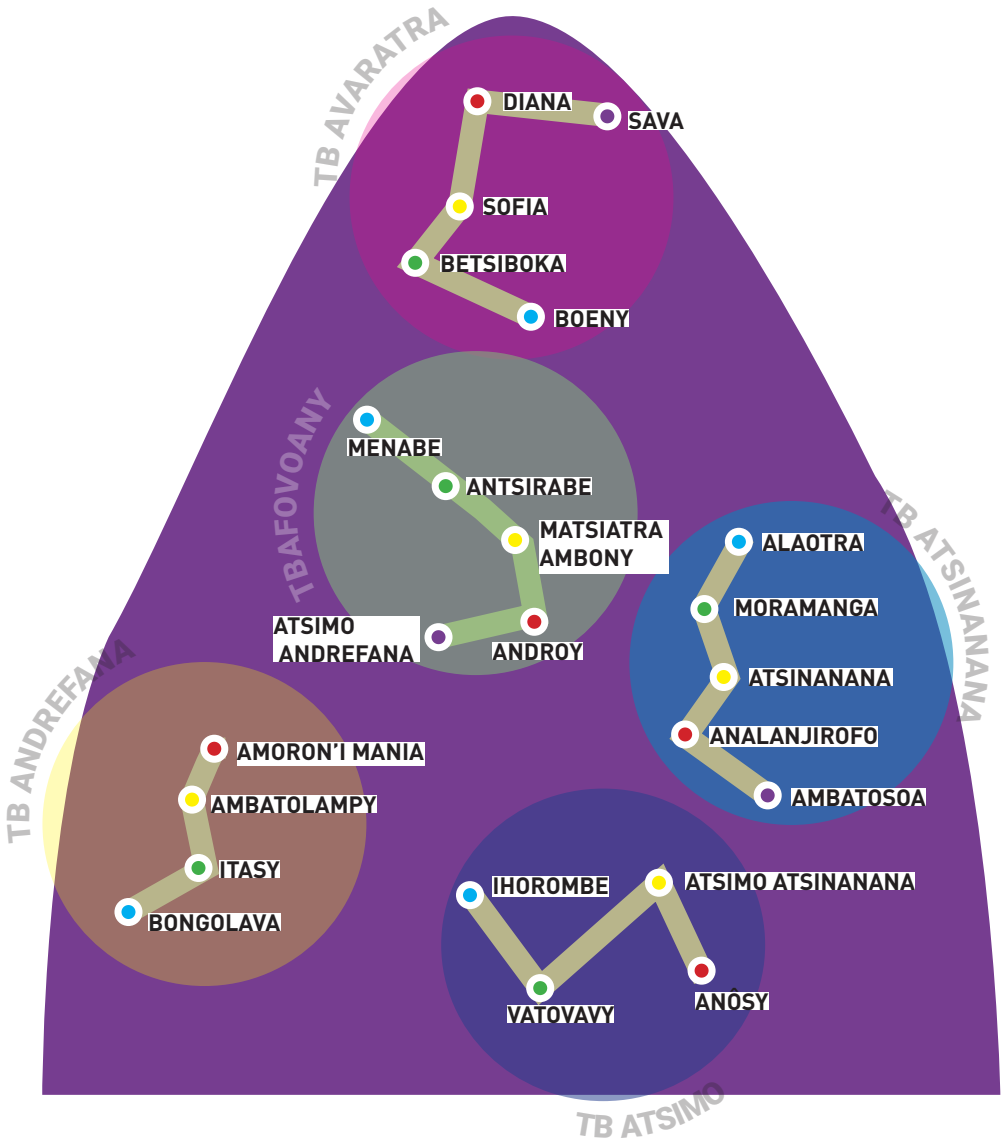 TB AVARATRA
DIANA
SAVA
SOFIA
BETSIBOKA
BOENY
TBAFOVOANY
MENABE
ANTSIRABE
MATSIATRA
AMBONY
ATSIMO
ANDREFANA
ANDROY
TB ATSINANANA
ALAOTRA
MORAMANGA
ATSINANANA
ANALANJIROFO
AMBATOSOA
TB ANDREFANA
AMORON'I MANIA
AMBATOLAMPY
ITASY
BONGOLAVA
IHOROMBE
ATSIMO ATSINANANA
VATOVAVY
ANÔSY
TB ATSIMO